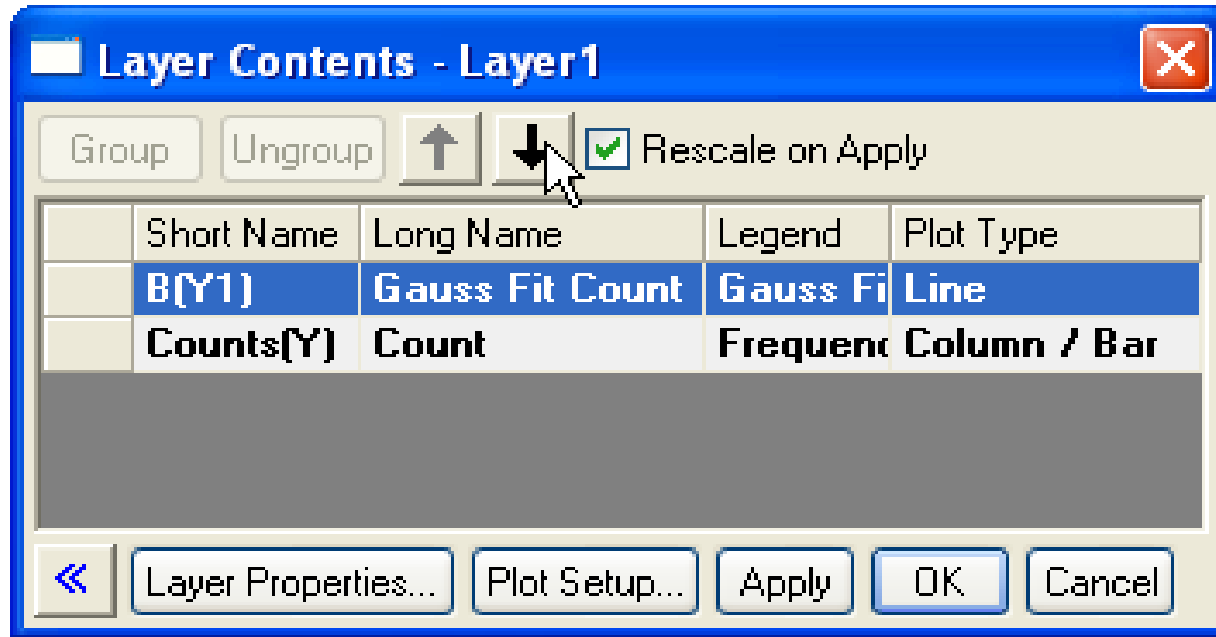 Layer Contents - Layer1
Group Ungroup Rescale on Apply
Short Name Long Name Legend Plot Type
B(Y1) Gauss Fit Count Gauss Fi Line
Counts(Y) Count Frequenc Column / Bar
Layer Properties... Plot Setup... Apply OK Cancel